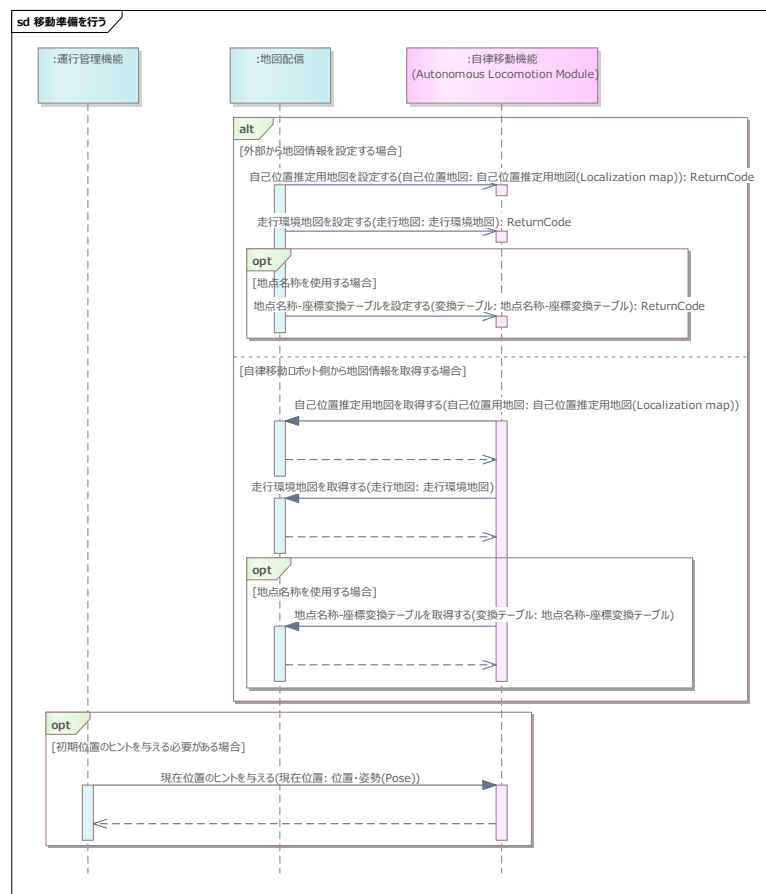 sd 移動準備を行う
:運行管理機能
:地図配信
:自律移動機能
(Autonomous Locomotion Module)
alt
[外部から地図情報を設定する場合]
自己位置推定用地図を設定する(自己位置地図: 自己位置推定用地図(Localization map)): ReturnCode
走行環境地図を設定する(走行地図: 走行環境地図): ReturnCode
opt
[地点名称を使用する場合]
地点名称-座標変換テーブルを設定する(変換テーブル: 地点名称-座標変換テーブル): ReturnCode
[自律移動ロボット側から地図情報を取得する場合]
自己位置推定用地図を取得する(自己位置用地図: 自己位置推定用地図(Localization map))
走行環境地図を取得する(走行地図: 走行環境地図)
opt
[地点名称を使用する場合]
地点名称-座標変換テーブルを取得する(変換テーブル: 地点名称-座標変換テーブル)
opt
[初期位置のヒントを与える必要がある場合]
現在位置のヒントを与える(現在位置: 位置・姿勢(Pose))